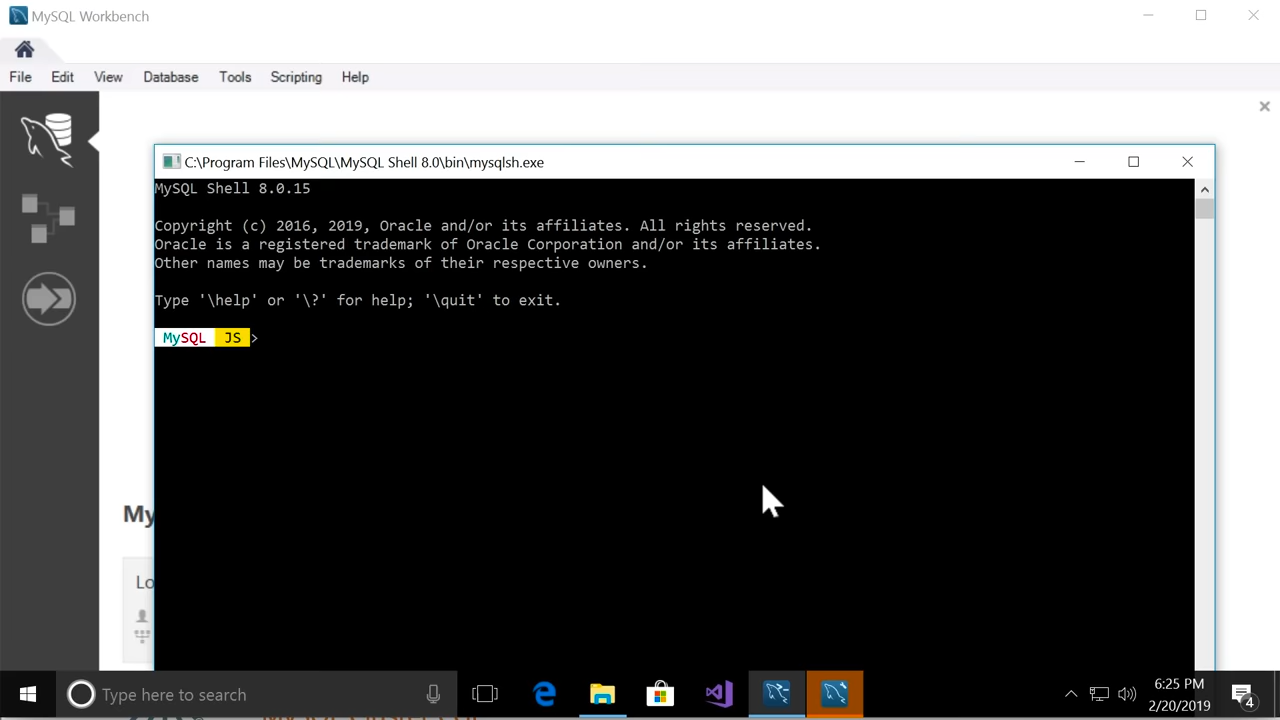 MySQL Workbench
File Edit View Database Tools Scripting Help
C:\Program Files\MySQL\MySQL Shell 8.0\bin\mysqlsh.exe
MySQL Shell 8.0.15
Copyright (c) 2016, 2019, Oracle and/or its affiliates. All rights reserved.
Oracle is a registered trademark of Oracle Corporation and/or its affiliates.
Other names may be trademarks of their respective owners.
Type '\help' or '\?' for help; '\quit' to exit.
MySQL JS >
My
Lo
Type here to search
6:25 PM
2/20/2019
4